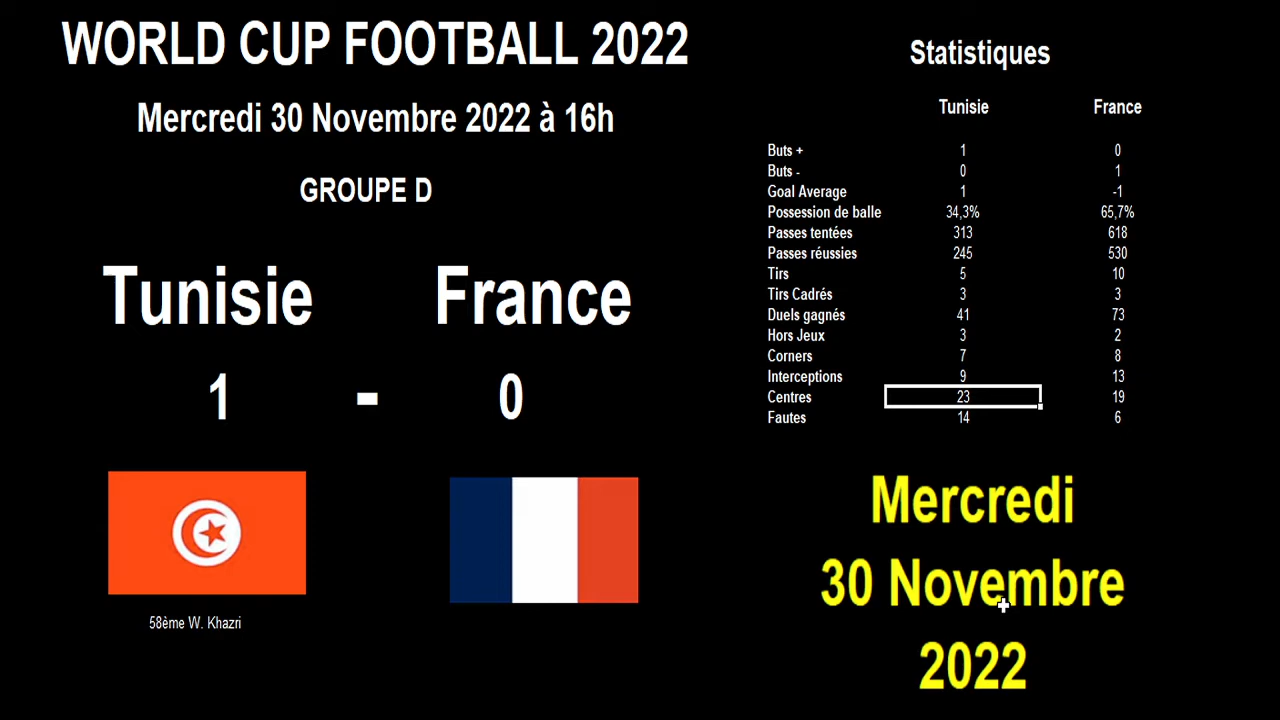 WORLD CUP FOOTBALL 2022
Mercredi 30 Novembre 2022 à 16h
GROUPE D
Tunisie France
1 - 0
58ème W. Khazri
Statistiques
Tunisie France
Buts + 1 0
Buts - 0 1
Goal Average 1 -1
Possession de balle 34,3% 65,7%
Passes tentées 313 618
Passes réussies 245 530
Tirs 5 10
Tirs Cadrés 3 3
Duels gagnés 41 73
Hors Jeux 3 2
Corners 7 8
Interceptions 9 13
Centres 23 19
Fautes 14 6
Mercredi
30 Novembre
2022